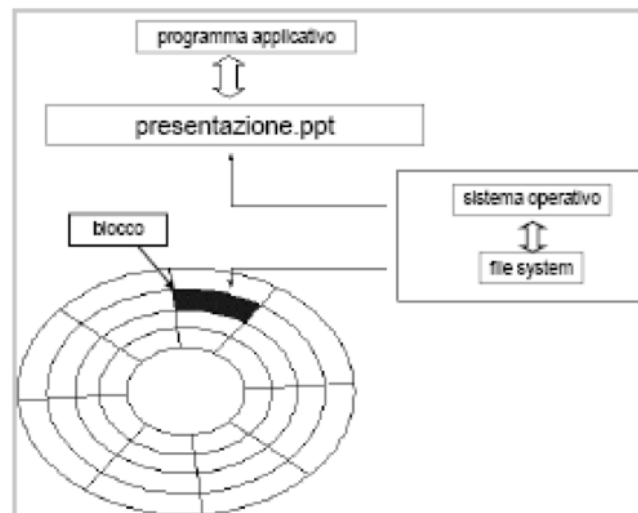 programma applicativo
presentazione.ppt
sistema operativo
blocco
file system